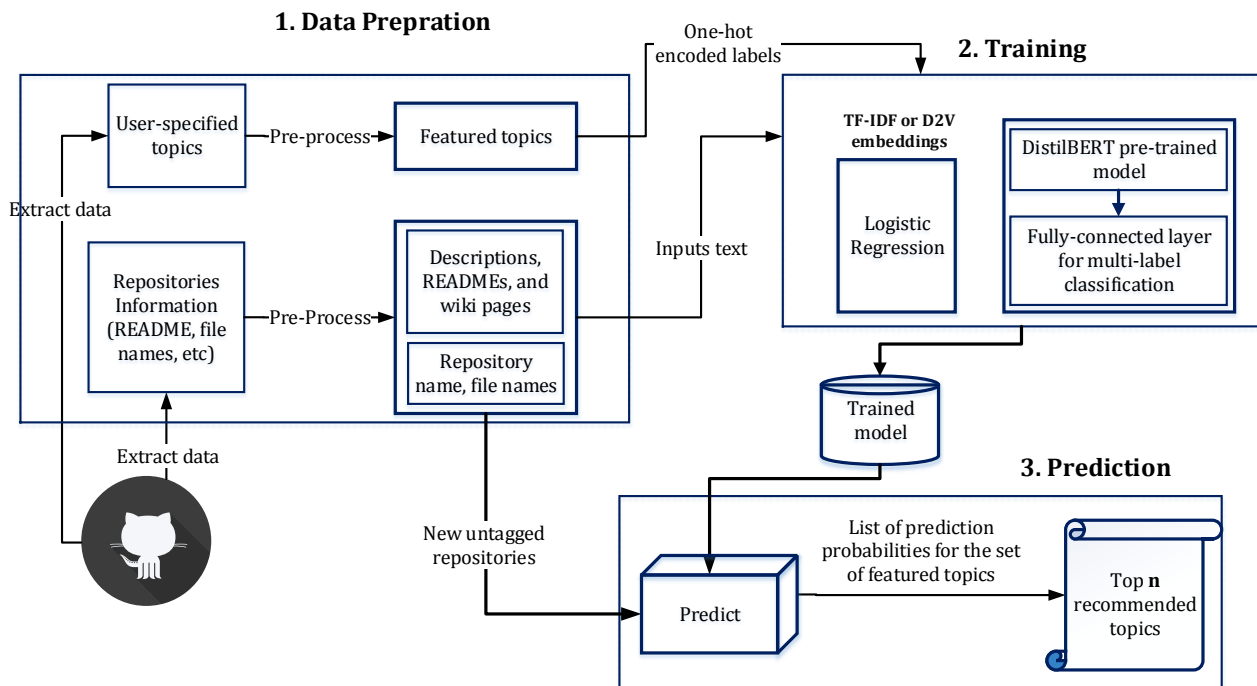 1. Data Prepration
One-hot
encoded labels
2. Training
User-specified
topics
Pre-process
Featured topics
TF-IDF or D2V
embeddings
DistilBERT pre-trained
model
Extract data
Logistic
Regression
Fully-connected layer
for multi-label
classification
Inputs text
Repositories
Information
(README, file
names, etc)
Pre-Process
Descriptions,
READMEs, and
wiki pages
Repository
name, file names
Trained
model
Extract data
3. Prediction
New untagged
repositories
List of prediction
probabilities for the set
of featured topics
Predict
Top n
recommended
topics